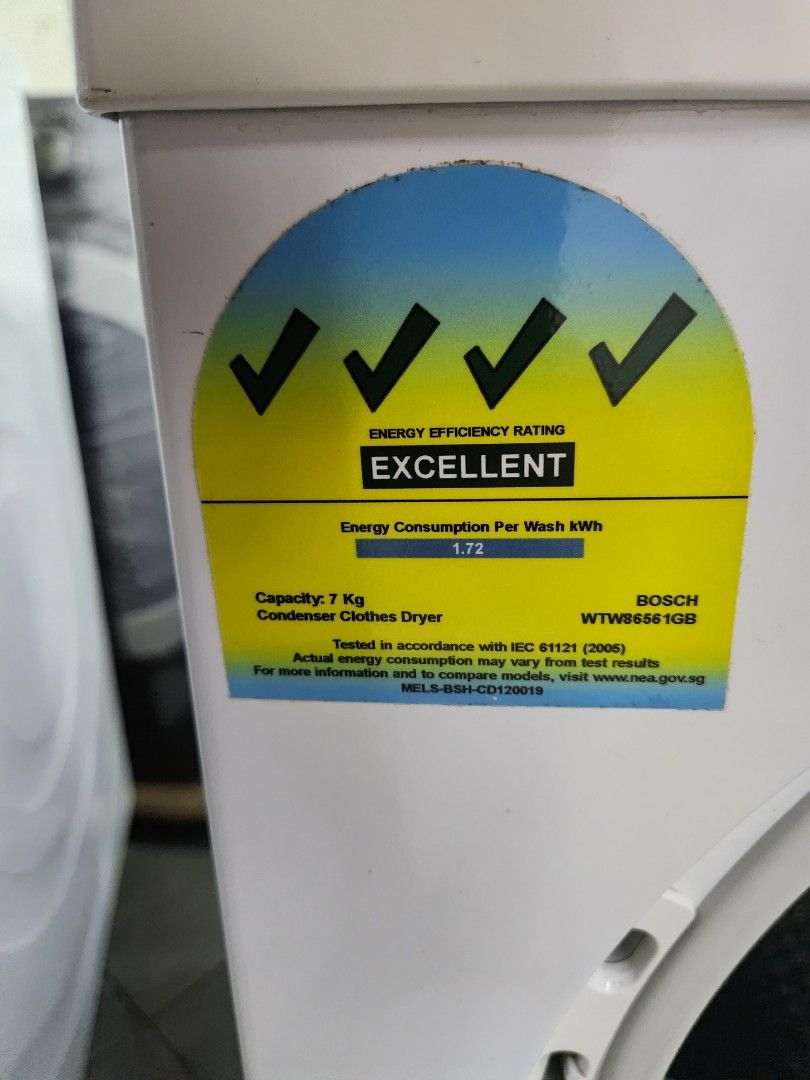 ENERGY EFFICIENCY RATING
EXCELLENT
Energy Consumption Per Wash kWh
1.72
Capacity: 7 Kg BOSCH
Condenser Clothes Dryer WTW86561GB
Tested in accordance with IEC 61121 (2005)
Actual energy consumption may vary from test results
For more information and to compare models, visit www.nea.gov.sg
MELS-BSH-CD120019